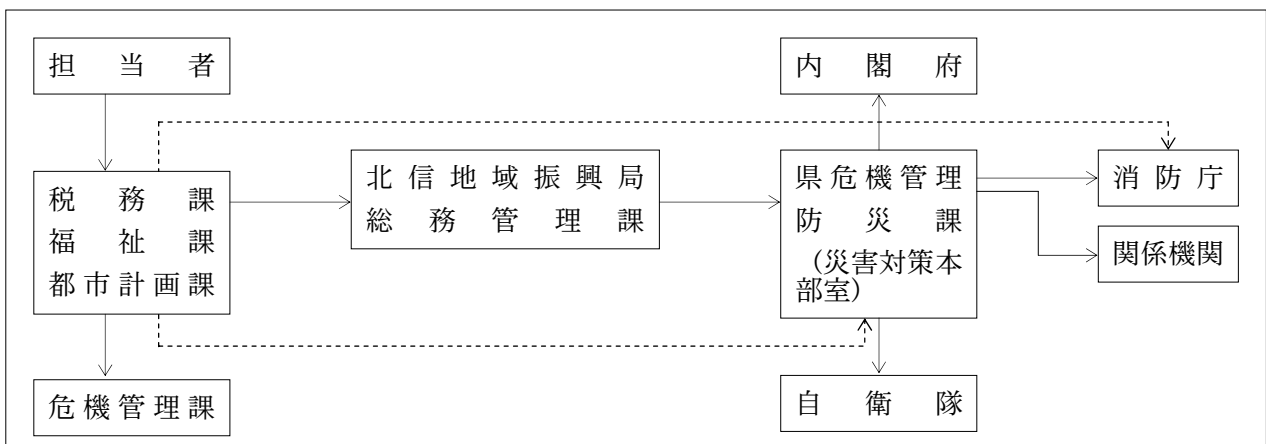 担当者
内閣府
税務課
福祉課
都市計画課
北信地域振興局
総務管理課
県危機管理
防災課
（災害対策本
部室）
消防庁
関係機関
危機管理課
自衛隊